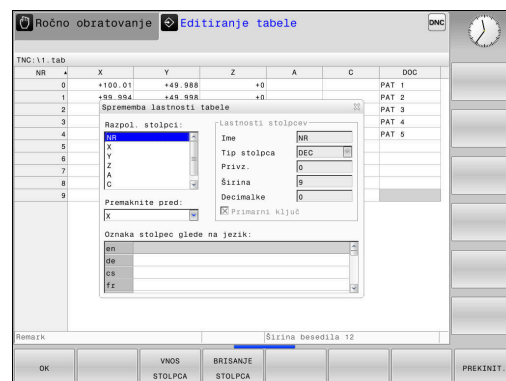 Ročno obratovanje Editiranje tabele DNC
TNC:\1.tab
NR X Y Z A C DOC
0 +100.01 +49.988 +0 PAT 1
1 +99.994 +49.998 +0 PAT 2
2 PAT 3
3 PAT 4
4 PAT 5
5
6
7
8
9
Sprememba lastnosti tabele
Razpol. stolpci:
NR
X
Y
Z
A
C
Premaknite pred:
X
Lastnosti stolpcev
Ime NR
Tip stolpca DEC
Privz. 0
Širina 9
Decimalke 0
Primarni ključ
Oznaka stolpec glede na jezik:
en
de
cs
fr
Remark Širina besedila 12
OK VNOS STOLPCA BRISANJE STOLPCA PREKINIT.